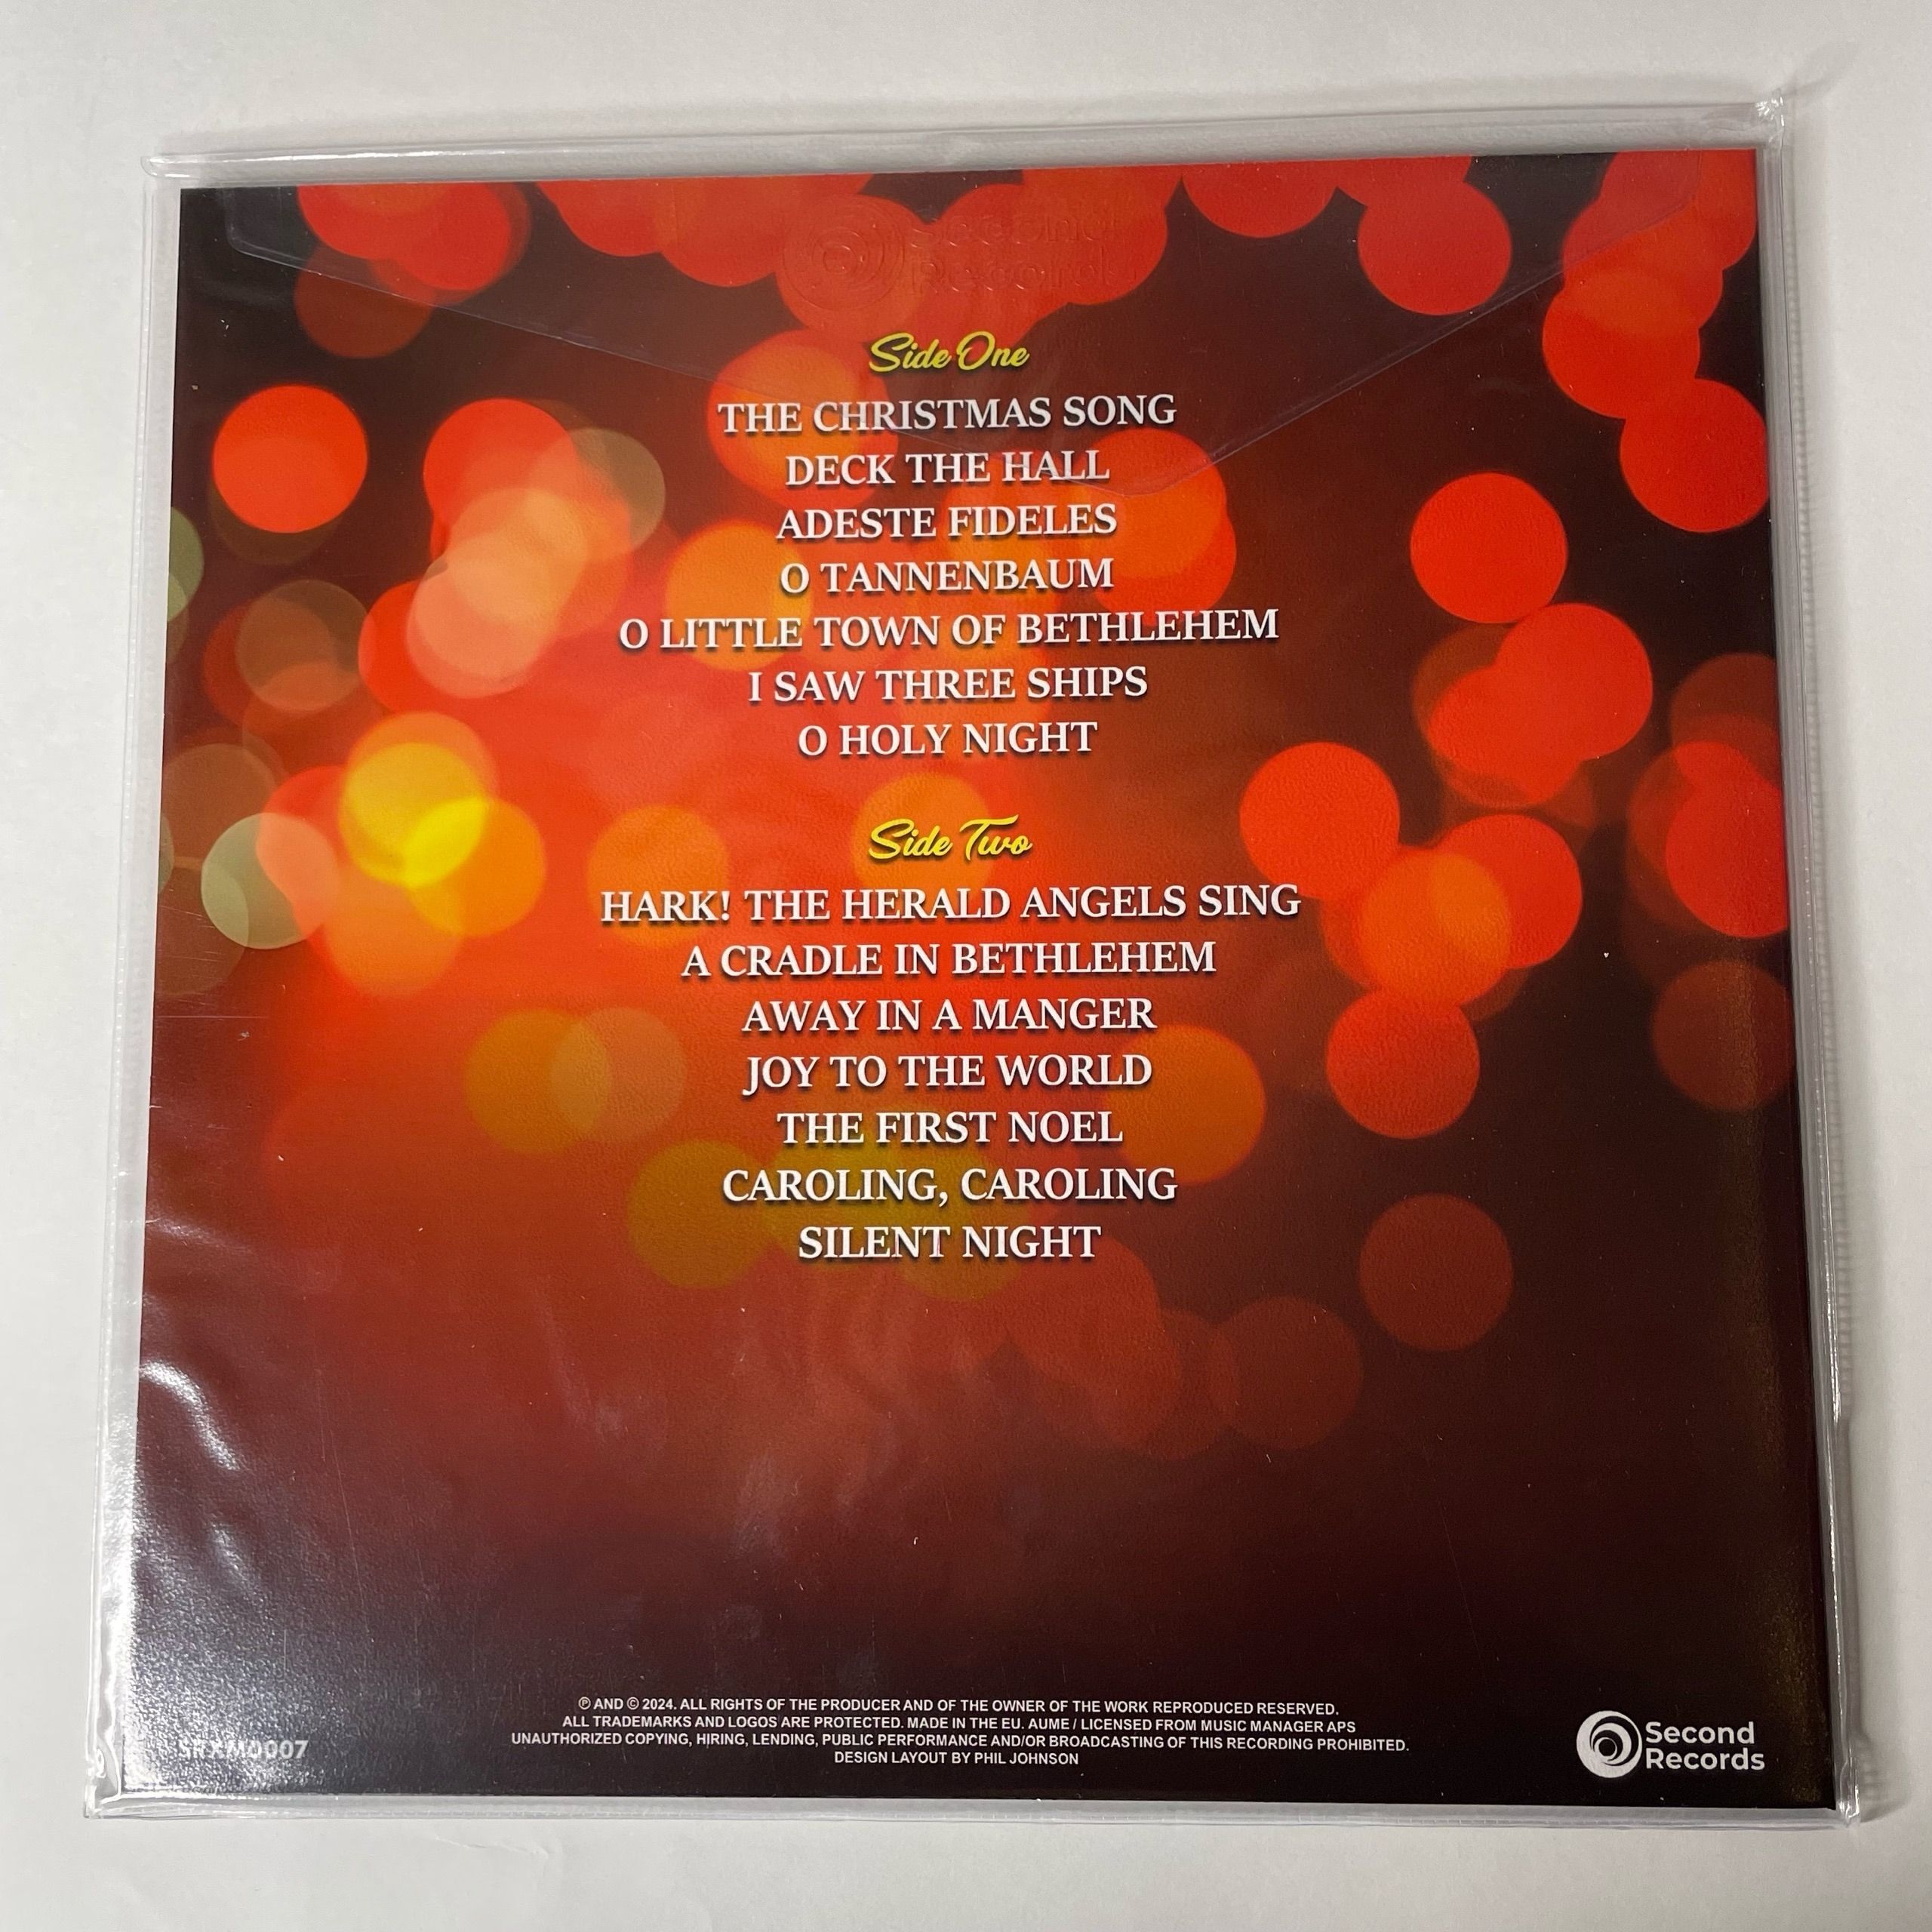 Second
Records
Side One
THE CHRISTMAS SONG
DECK THE HALL
ADESTE FIDELES
O TANNENBAUM
O LITTLE TOWN OF BETHLEHEM
I SAW THREE SHIPS
O HOLY NIGHT
Side Two
HARK! THE HERALD ANGELS SING
A CRADLE IN BETHLEHEM
AWAY IN A MANGER
JOY TO THE WORLD
THE FIRST NOEL
CAROLING, CAROLING
SILENT NIGHT
℗ AND © 2024. ALL RIGHTS OF THE PRODUCER AND OF THE OWNER OF THE WORK REPRODUCED RESERVED.
ALL TRADEMARKS AND LOGOS ARE PROTECTED. MADE IN THE EU. AUME / LICENSED FROM MUSIC MANAGER APS
UNAUTHORIZED COPYING, HIRING, LENDING, PUBLIC PERFORMANCE AND/OR BROADCASTING OF THIS RECORDING PROHIBITED.
DESIGN LAYOUT BY PHIL JOHNSON
Second
Records